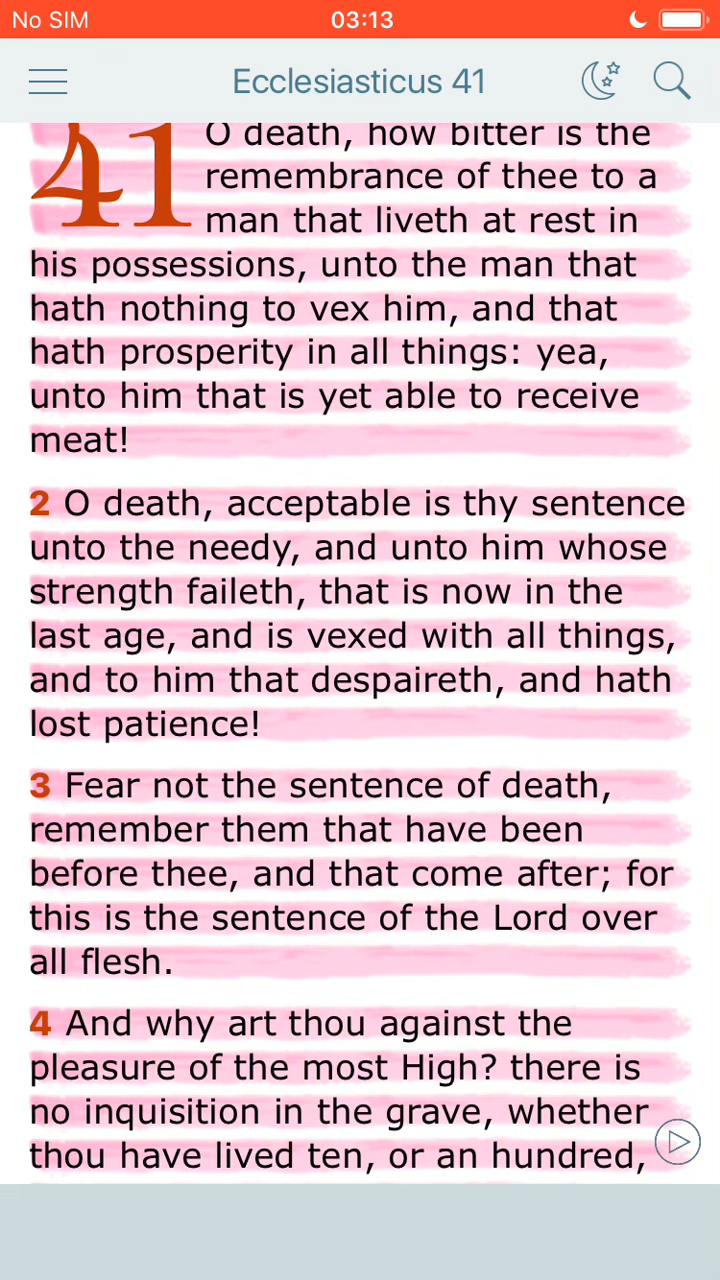 No SIM 03:13
Ecclesiasticus 41
41 O death, how bitter is the
remembrance of thee to a
man that liveth at rest in
his possessions, unto the man that
hath nothing to vex him, and that
hath prosperity in all things: yea,
unto him that is yet able to receive
meat!
2 O death, acceptable is thy sentence
unto the needy, and unto him whose
strength faileth, that is now in the
last age, and is vexed with all things,
and to him that despaireth, and hath
lost patience!
3 Fear not the sentence of death,
remember them that have been
before thee, and that come after; for
this is the sentence of the Lord over
all flesh.
4 And why art thou against the
pleasure of the most High? there is
no inquisition in the grave, whether
thou have lived ten, or an hundred,